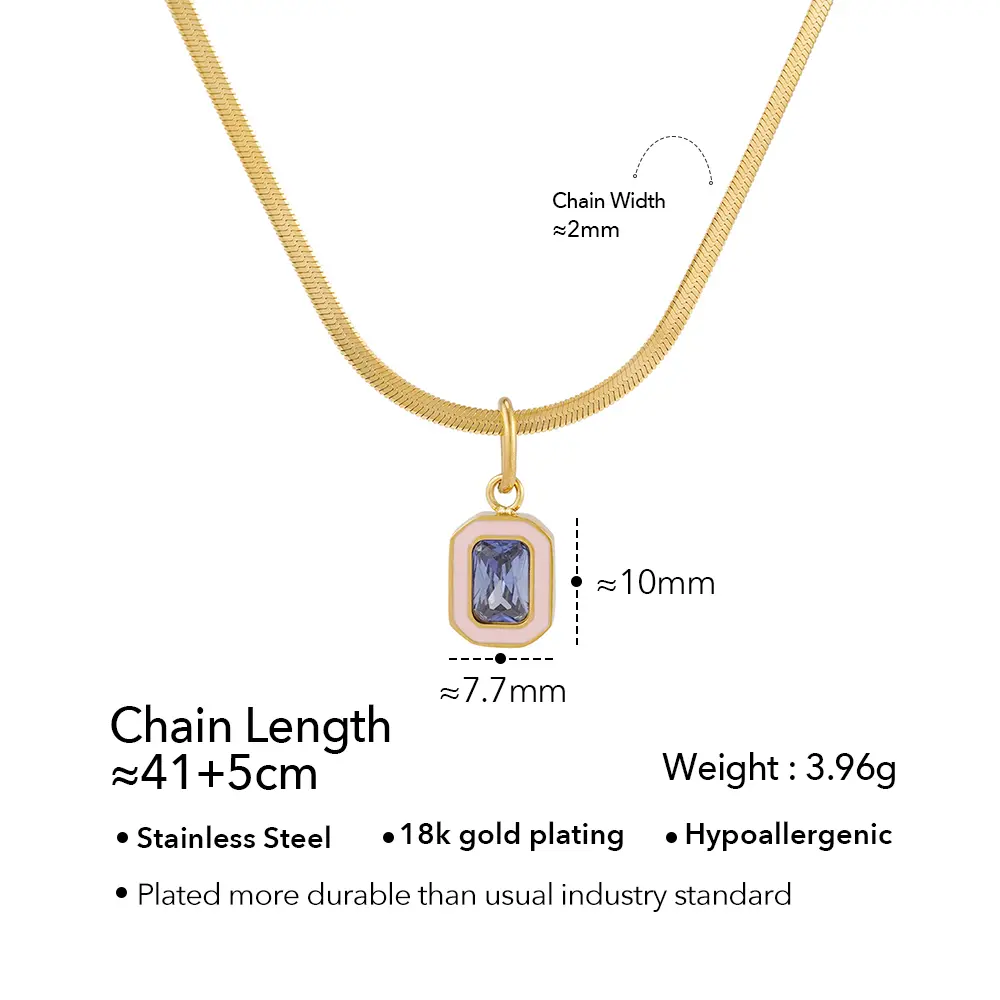 Chain Width
≈2mm
≈10mm
≈7.7mm
Chain Length
≈41+5cm
Weight : 3.96g
• Stainless Steel
• 18k gold plating
• Hypoallergenic
• Plated more durable than usual industry standard